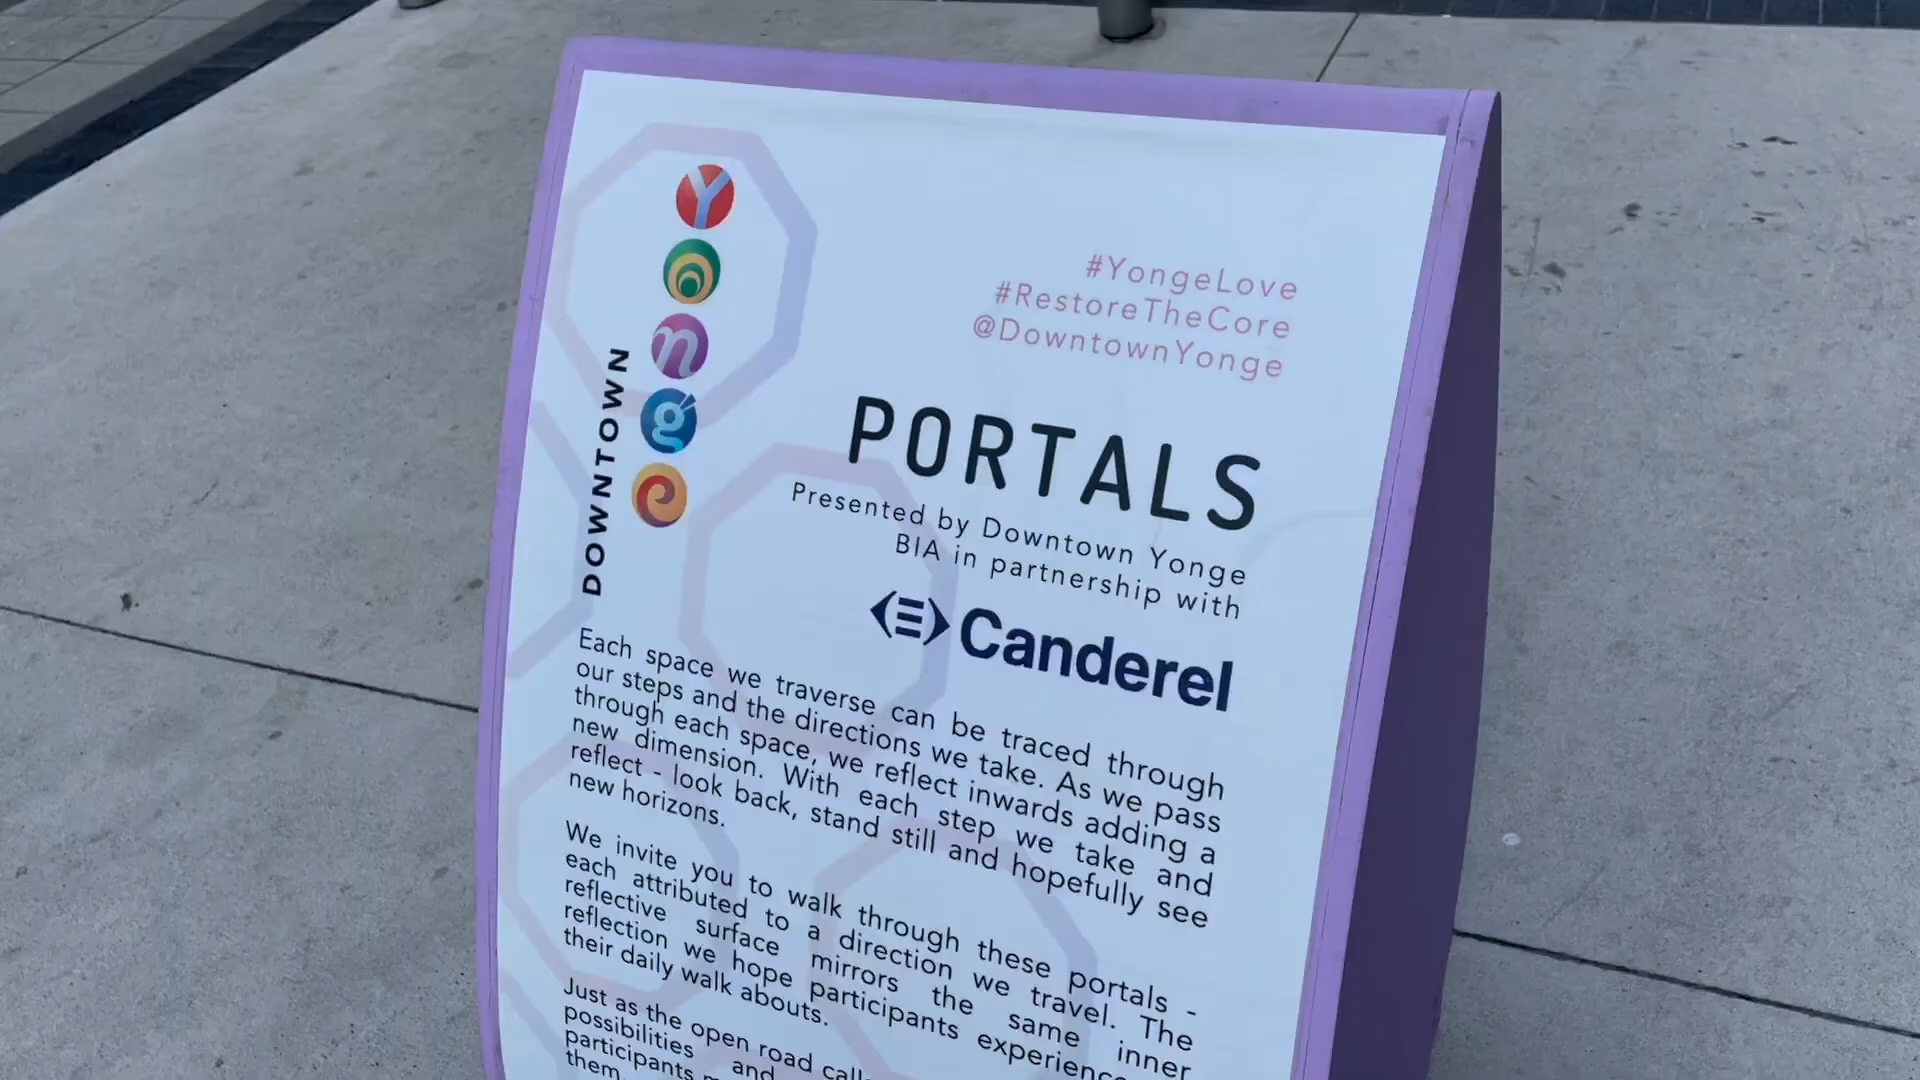 DOWNTOWN
Yonge
#YongeLove
#RestoreTheCore
@DowntownYonge
PORTALS
Presented by Downtown Yonge
BIA in partnership with
Canderel
Each space we traverse can be traced through
our steps and the directions we take. As we pass
through each space, we reflect inwards adding a
new dimension. With each step we take and
reflect - look back, stand still and hopefully see
new horizons.
We invite you to walk through these portals -
each attributed to a direction we travel. The
reflective surface mirrors the same inner
reflection we hope participants experience
their daily walk abouts.
Just as the open road
possibilities and
participants
them